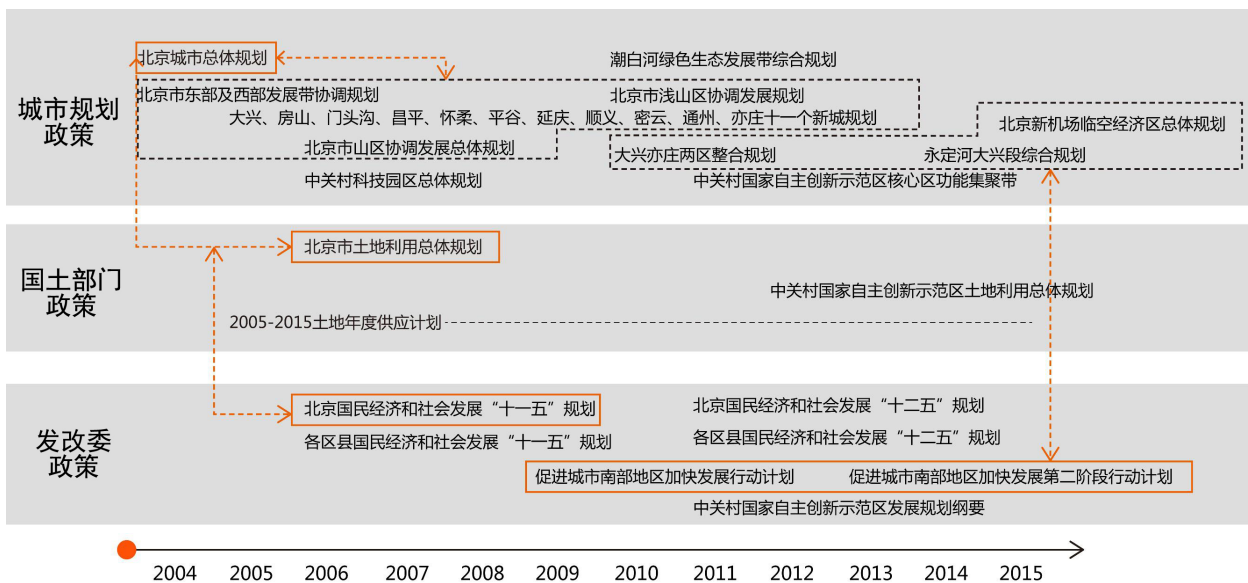 城市规划
政策
北京城市总体规划
潮白河绿色生态发展带综合规划
北京市东部及西部发展带协调规划
北京市浅山区协调发展规划
大兴、房山、门头沟、昌平、怀柔、平谷、延庆、顺义、密云、通州、亦庄十一个新城规划
北京新机场临空经济区总体规划
北京市山区协调发展总体规划
大兴亦庄两区整合规划
永定河大兴段综合规划
中关村科技园区总体规划
中关村国家自主创新示范区核心区功能集聚带
国土部门
政策
北京市土地利用总体规划
中关村国家自主创新示范区土地利用总体规划
2005-2015土地年度供应计划
发改委
政策
北京国民经济和社会发展“十一五”规划
北京国民经济和社会发展“十二五”规划
各区县国民经济和社会发展“十一五”规划
各区县国民经济和社会发展“十二五”规划
促进城市南部地区加快发展行动计划
促进城市南部地区加快发展第二阶段行动计划
中关村国家自主创新示范区发展规划纲要
2004 2005 2006 2007 2008 2009 2010 2011 2012 2013 2014 2015